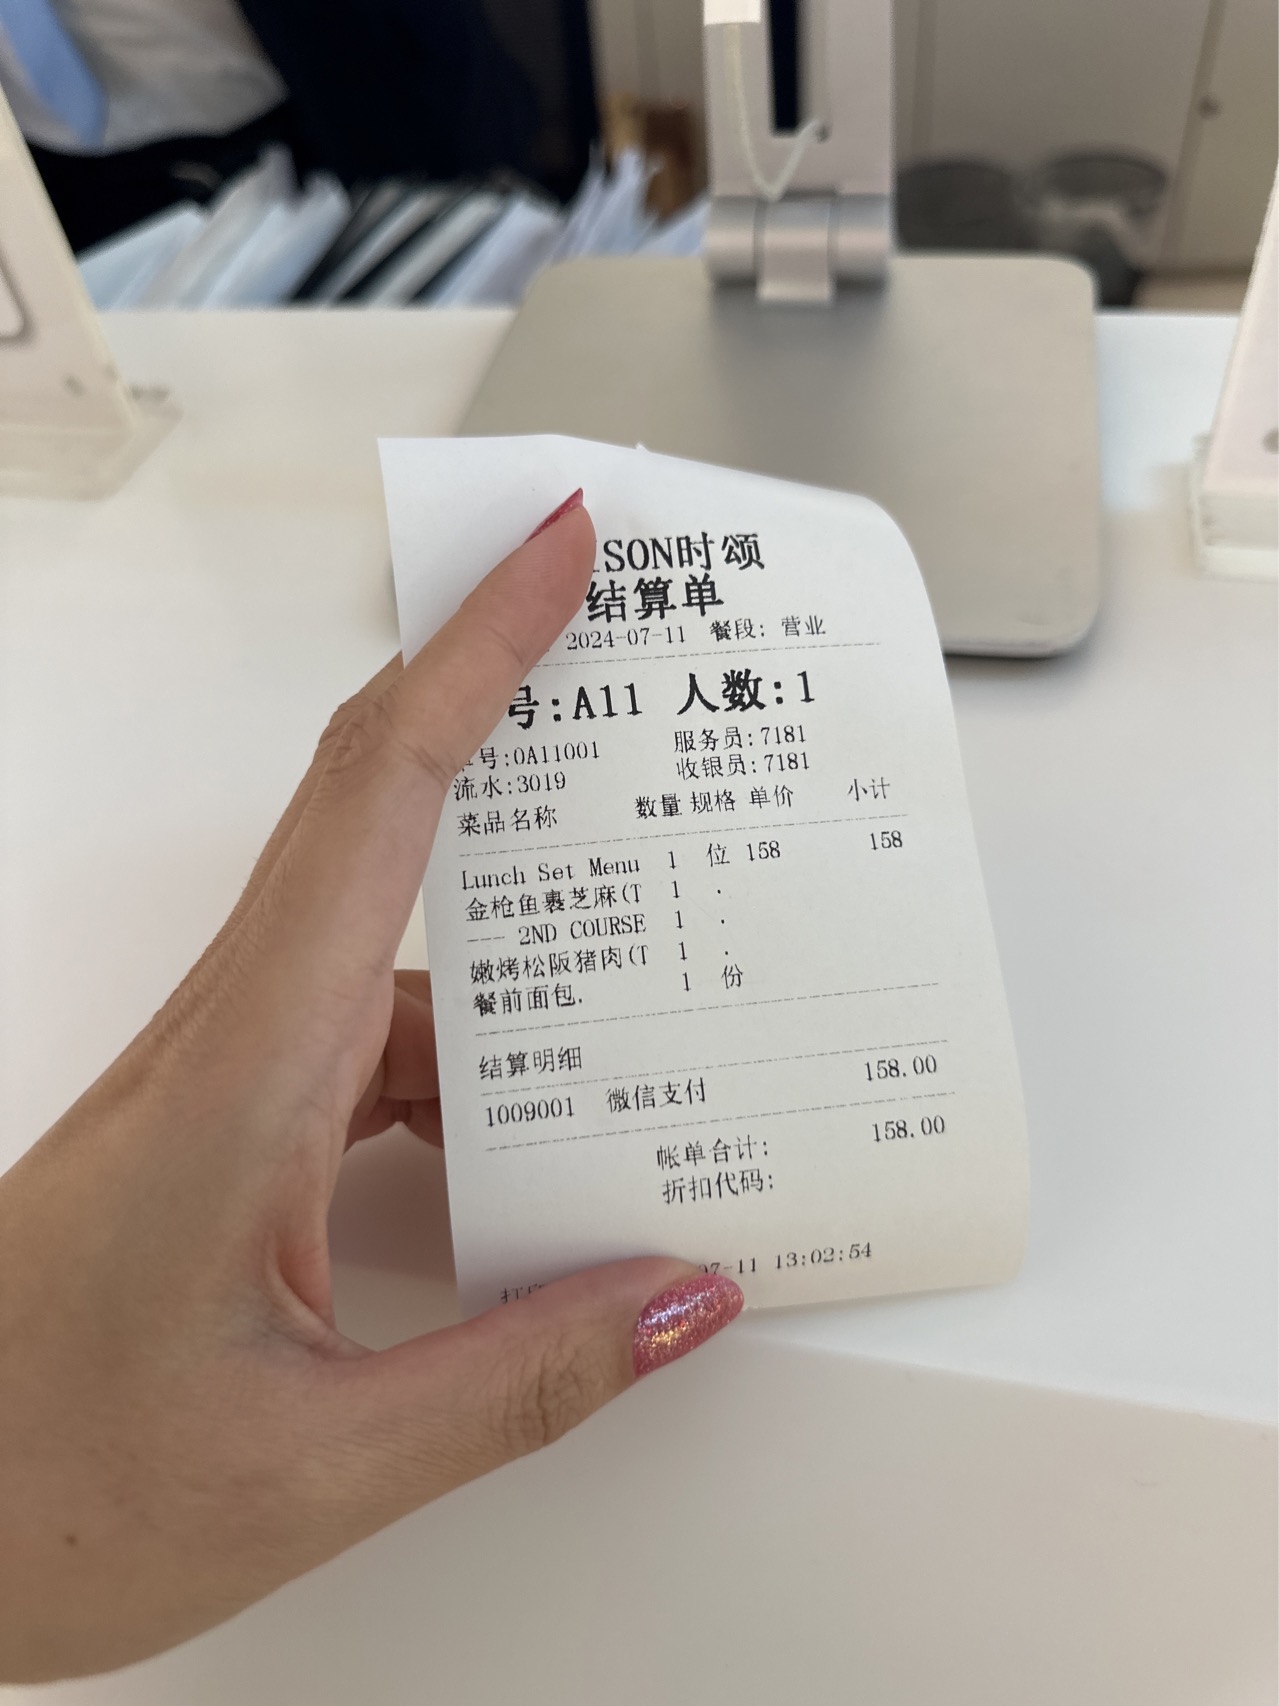 SON时颂
结算单
2024-07-11 餐段: 营业
号:A11 人数:1
号:0A11001 服务员:7181
流水:3019 收银员:7181
菜品名称 数量 规格 单价 小计
Lunch Set Menu 1 位 158 158
金枪鱼裹芝麻(T 1 .
--- 2ND COURSE 1 .
嫩烤松阪猪肉(T 1 .
餐前面包. 1 份
结算明细
1009001 微信支付 158.00
帐单合计: 158.00
折扣代码:
07-11 13:02:54